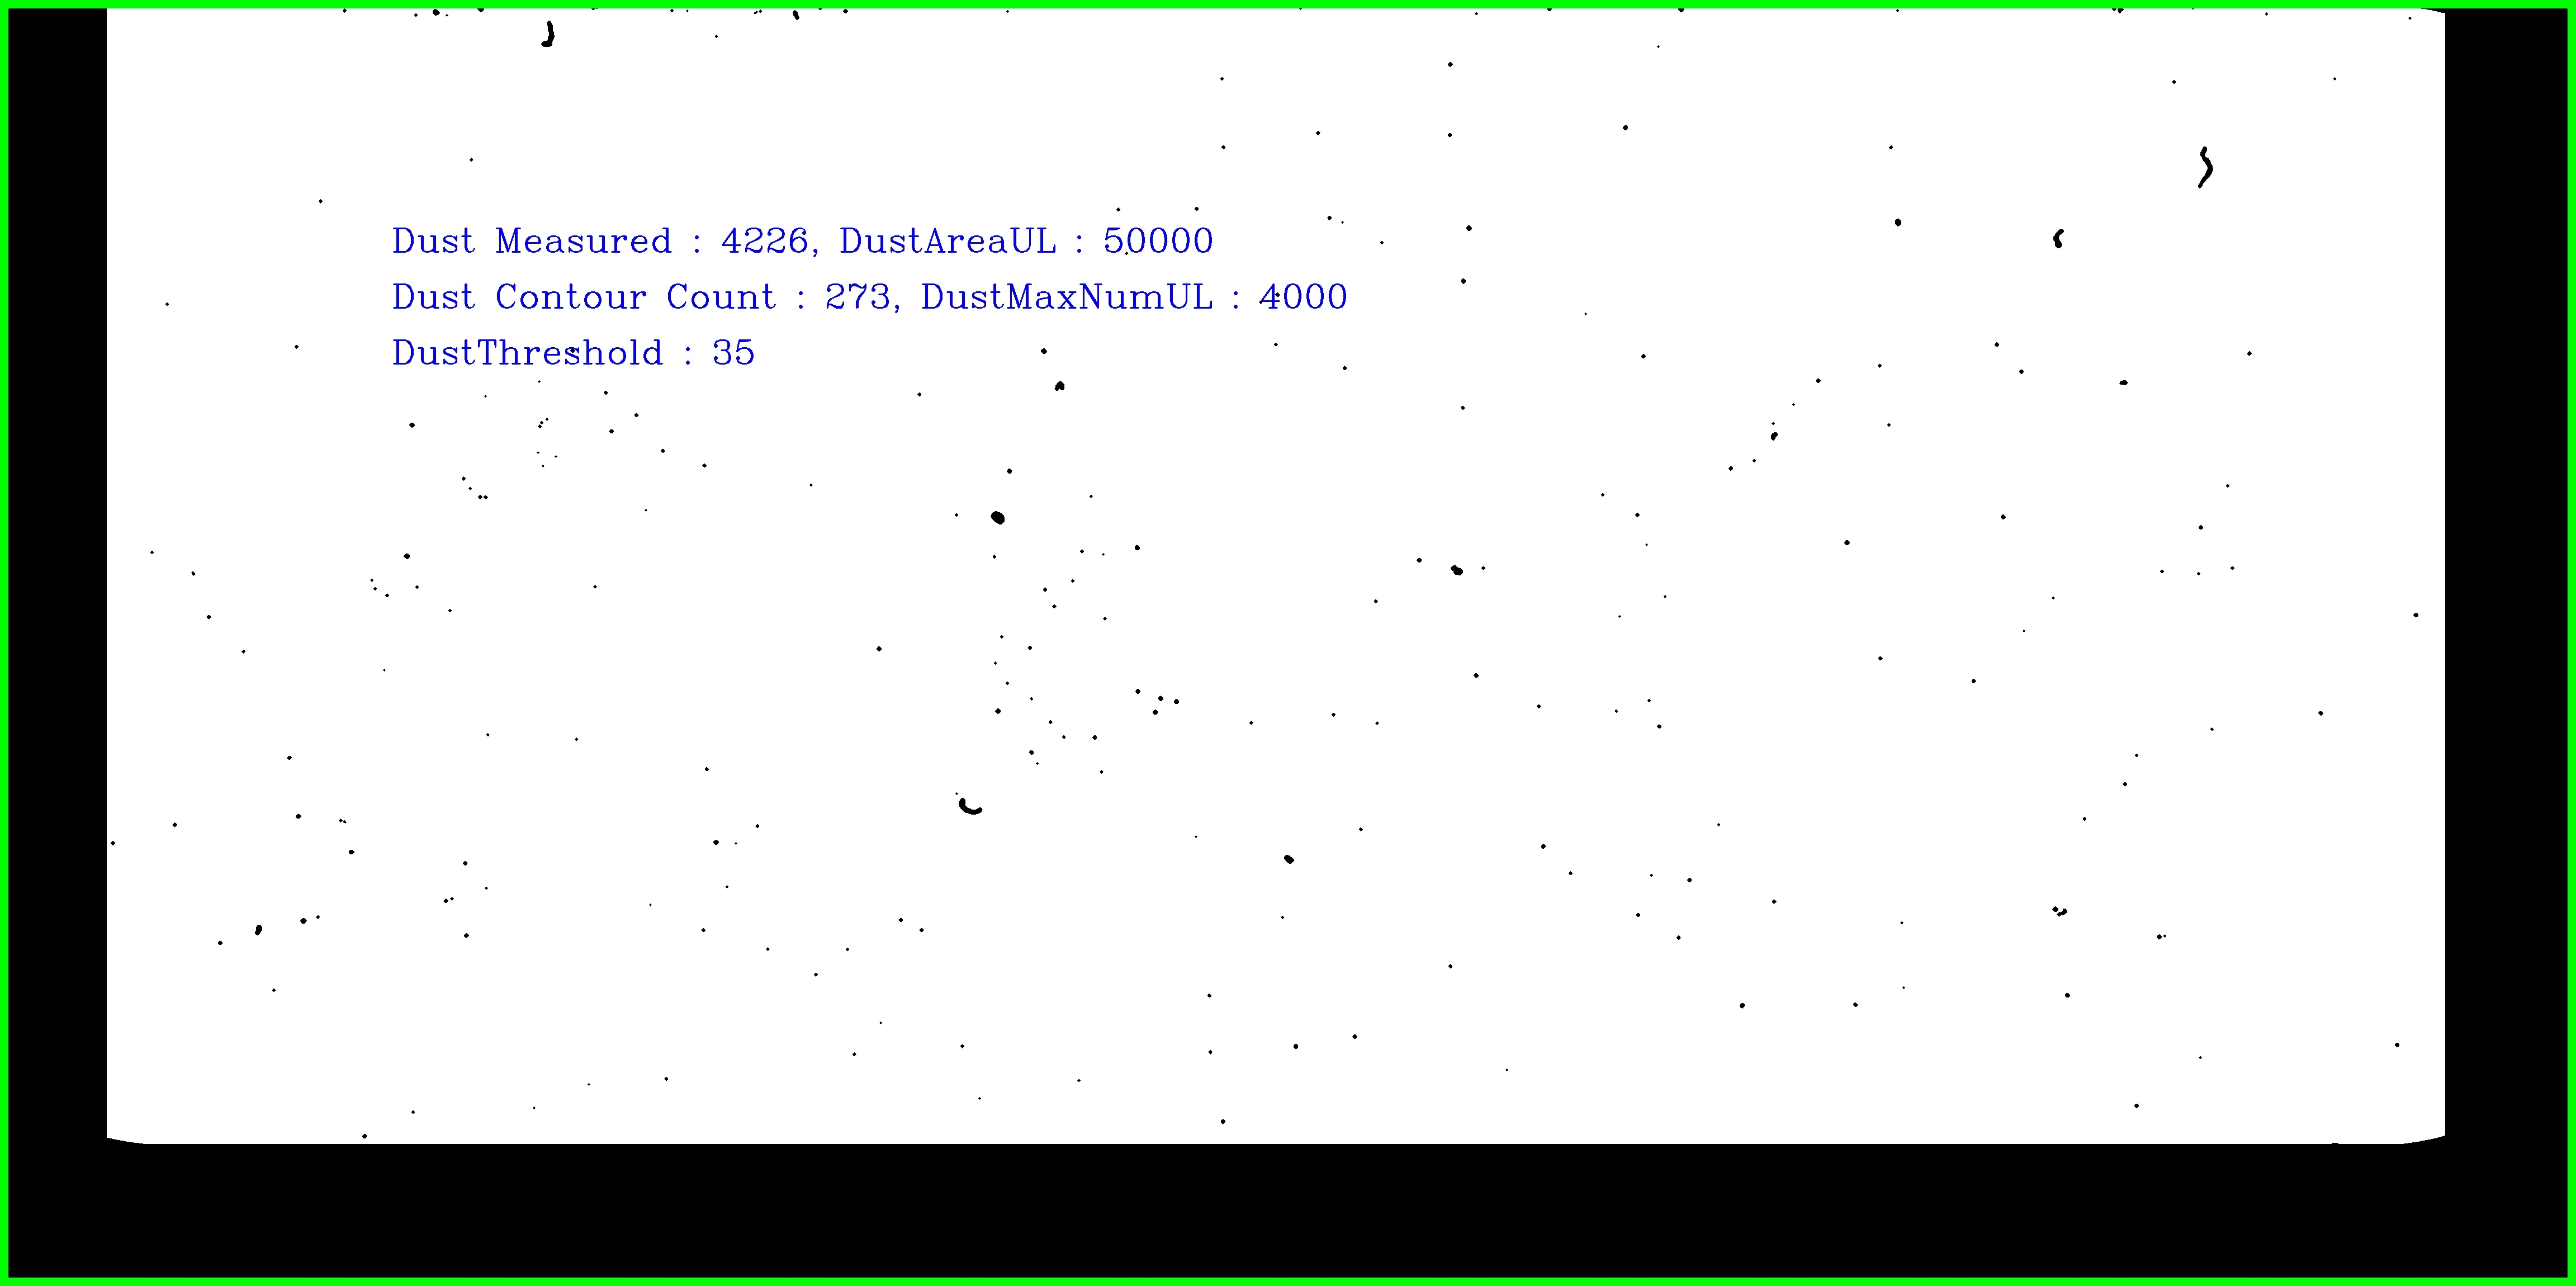 Dust Measured : 4226, DustAreaUL : 50000
Dust Contour Count : 273, DustMaxNumUL : 4000
DustThreshold : 35